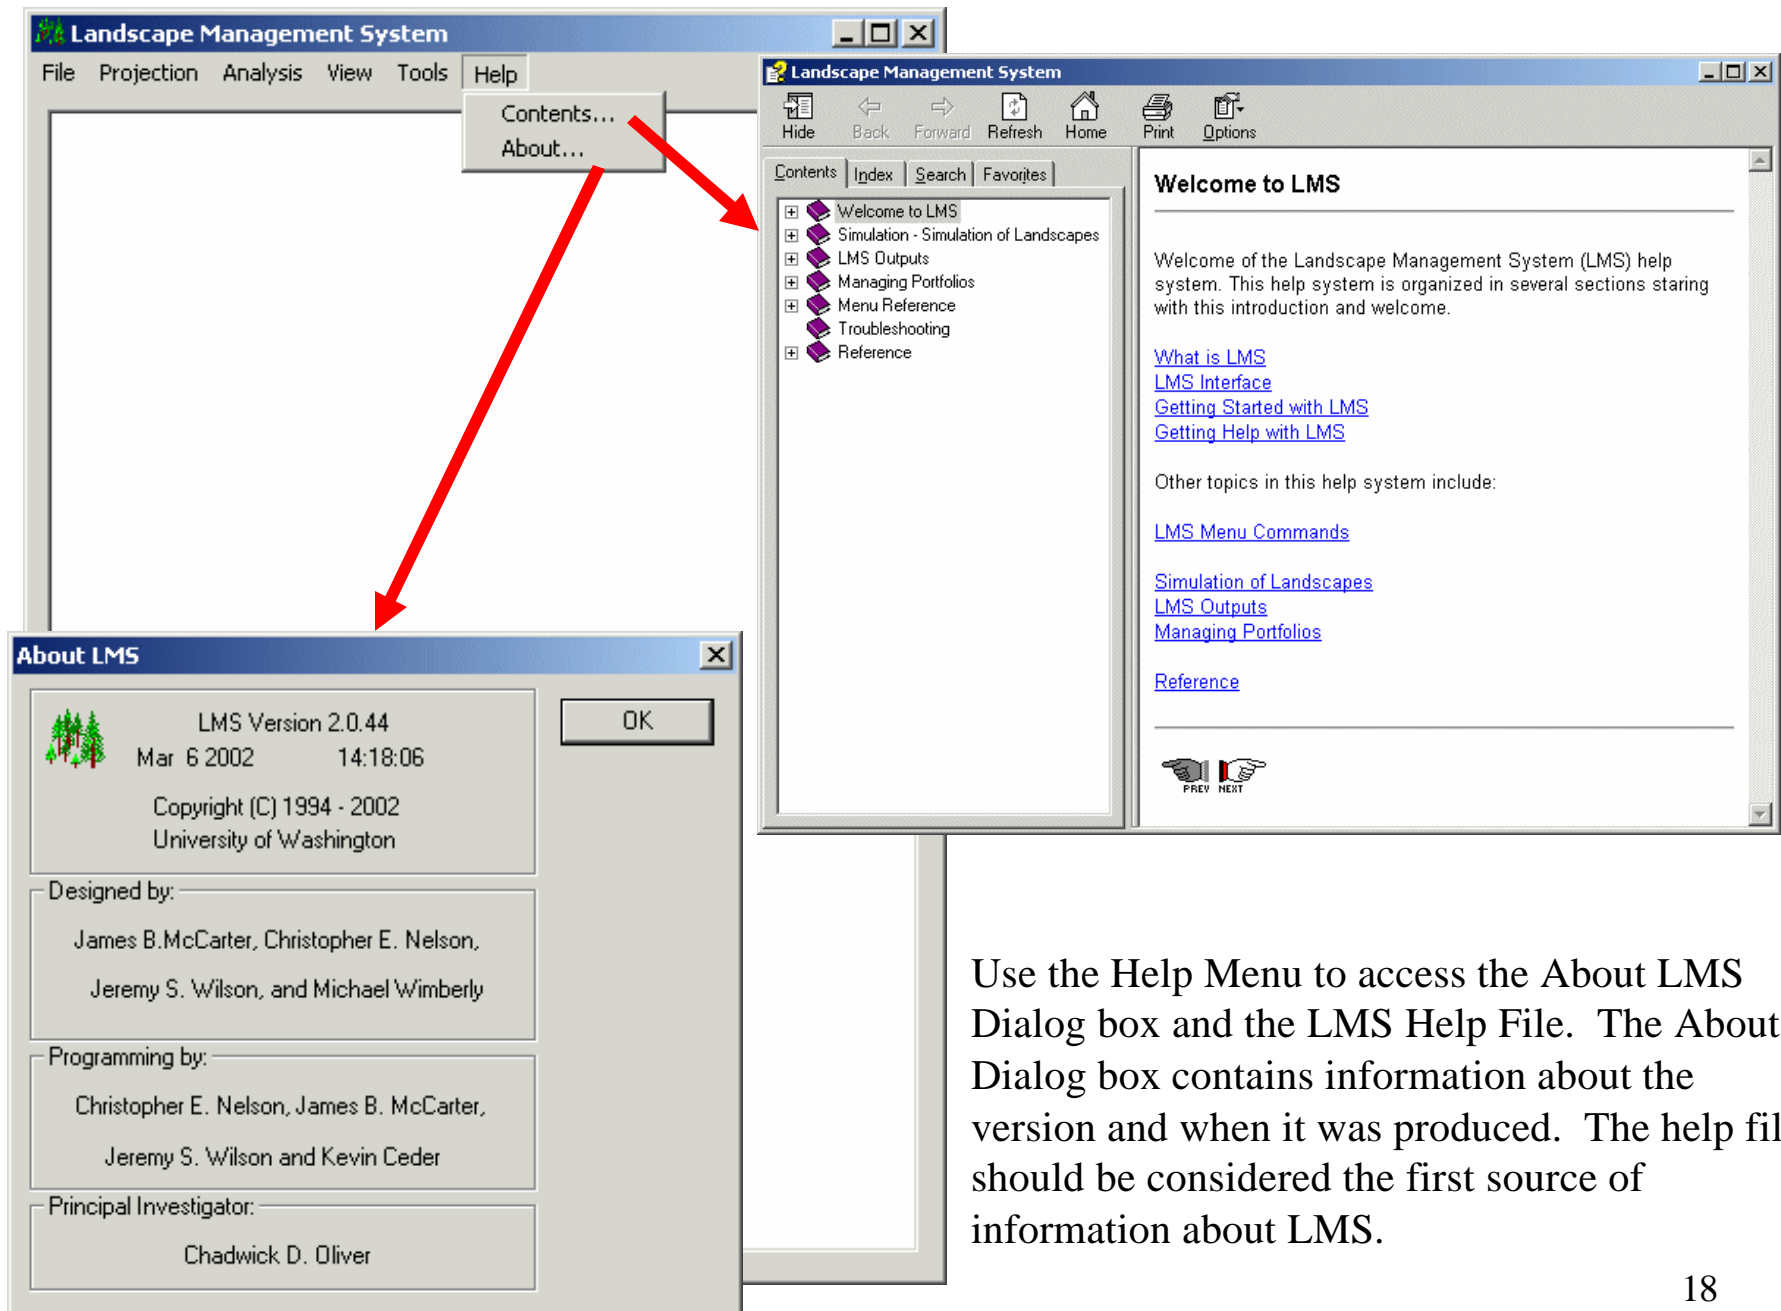 Landscape Management System
File Projection Analysis View Tools Help
Contents...
About...
Landscape Management System
Hide Back Forward Refresh Home Print Options
Contents Index Search Favorites
Welcome to LMS
Simulation - Simulation of Landscapes
LMS Outputs
Managing Portfolios
Menu Reference
Troubleshooting
Reference
Welcome to LMS
Welcome of the Landscape Management System (LMS) help
system. This help system is organized in several sections staring
with this introduction and welcome.
What is LMS
LMS Interface
Getting Started with LMS
Getting Help with LMS
Other topics in this help system include:
LMS Menu Commands
Simulation of Landscapes
LMS Outputs
Managing Portfolios
Reference
PREV NEXT
About LMS
LMS Version 2.0.44
Mar 6 2002 14:18:06
Copyright (C) 1994 - 2002
University of Washington
OK
Designed by:
James B.McCarter, Christopher E. Nelson,
Jeremy S. Wilson, and Michael Wimberly
Programming by:
Christopher E. Nelson, James B. McCarter,
Jeremy S. Wilson and Kevin Ceder
Principal Investigator:
Chadwick D. Oliver
Use the Help Menu to access the About LMS
Dialog box and the LMS Help File. The About
Dialog box contains information about the
version and when it was produced. The help fil
should be considered the first source of
information about LMS.
18